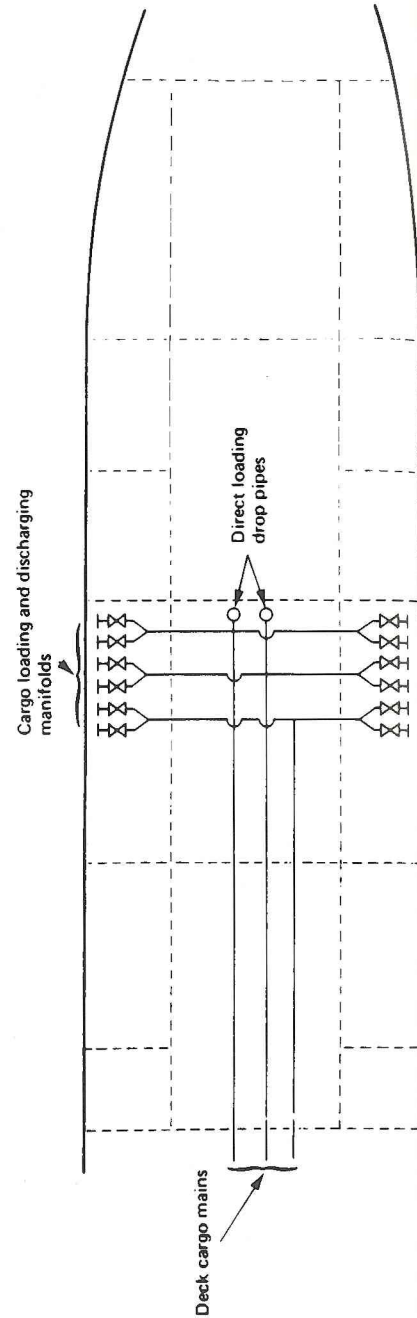 Cargo loading and discharging
manifolds
Direct loading
drop pipes
Deck cargo mains